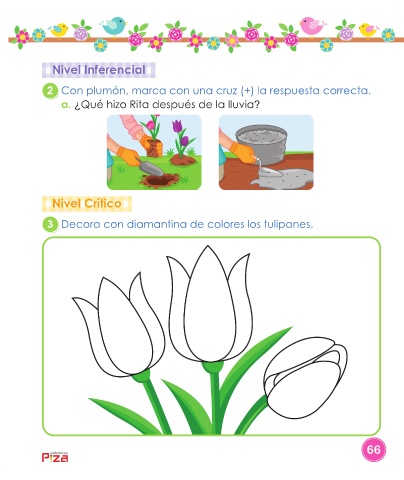 Nivel Inferencial
2 Con plumón, marca con una cruz (+) la respuesta correcta.
a. ¿Qué hizo Rita después de la lluvia?
Nivel Crítico
3 Decora con diamantina de colores los tulipanes.
66